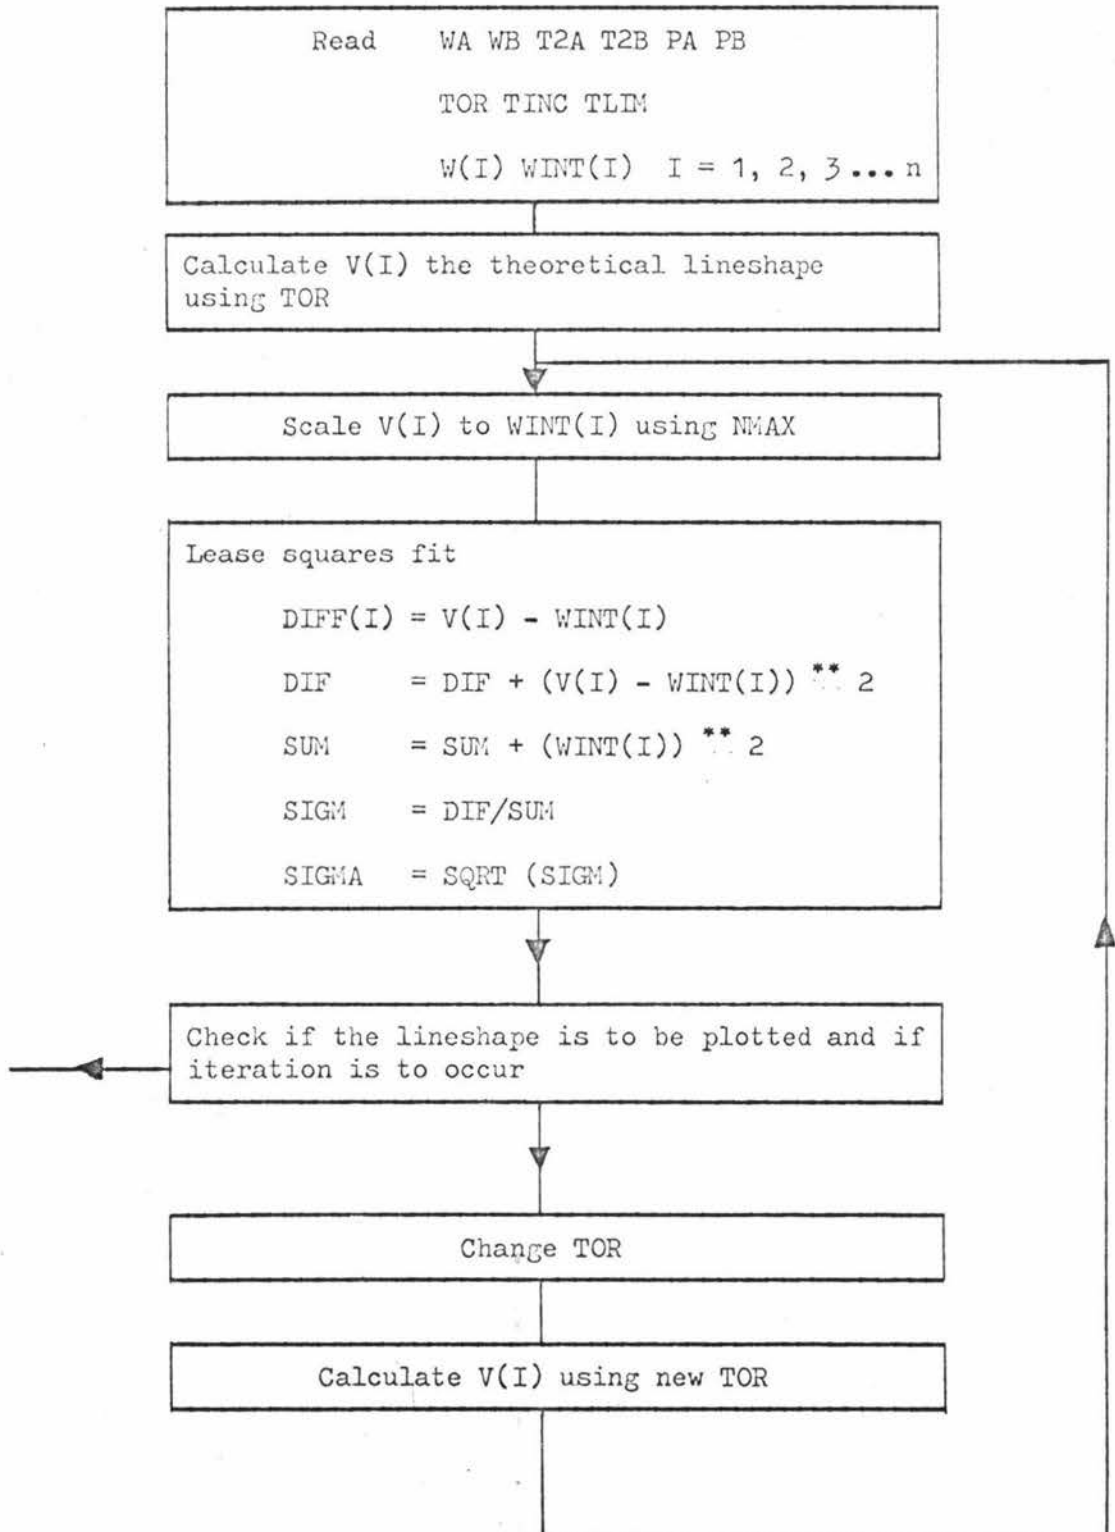 Read WA WB T2A T2B PA PB
TOR TINC TLIM
W(I) WINT(I) I = 1, 2, 3 ... n
Calculate V(I) the theoretical lineshape
using TOR
Scale V(I) to WINT(I) using NMAX
Lease squares fit
DIFF(I) = V(I) - WINT(I)
DIF = DIF + (V(I) - WINT(I)) ** 2
SUM = SUM + (WINT(I)) ** 2
SIGM = DIF/SUM
SIGMA = SQRT (SIGM)
Check if the lineshape is to be plotted and if
iteration is to occur
Change TOR
Calculate V(I) using new TOR